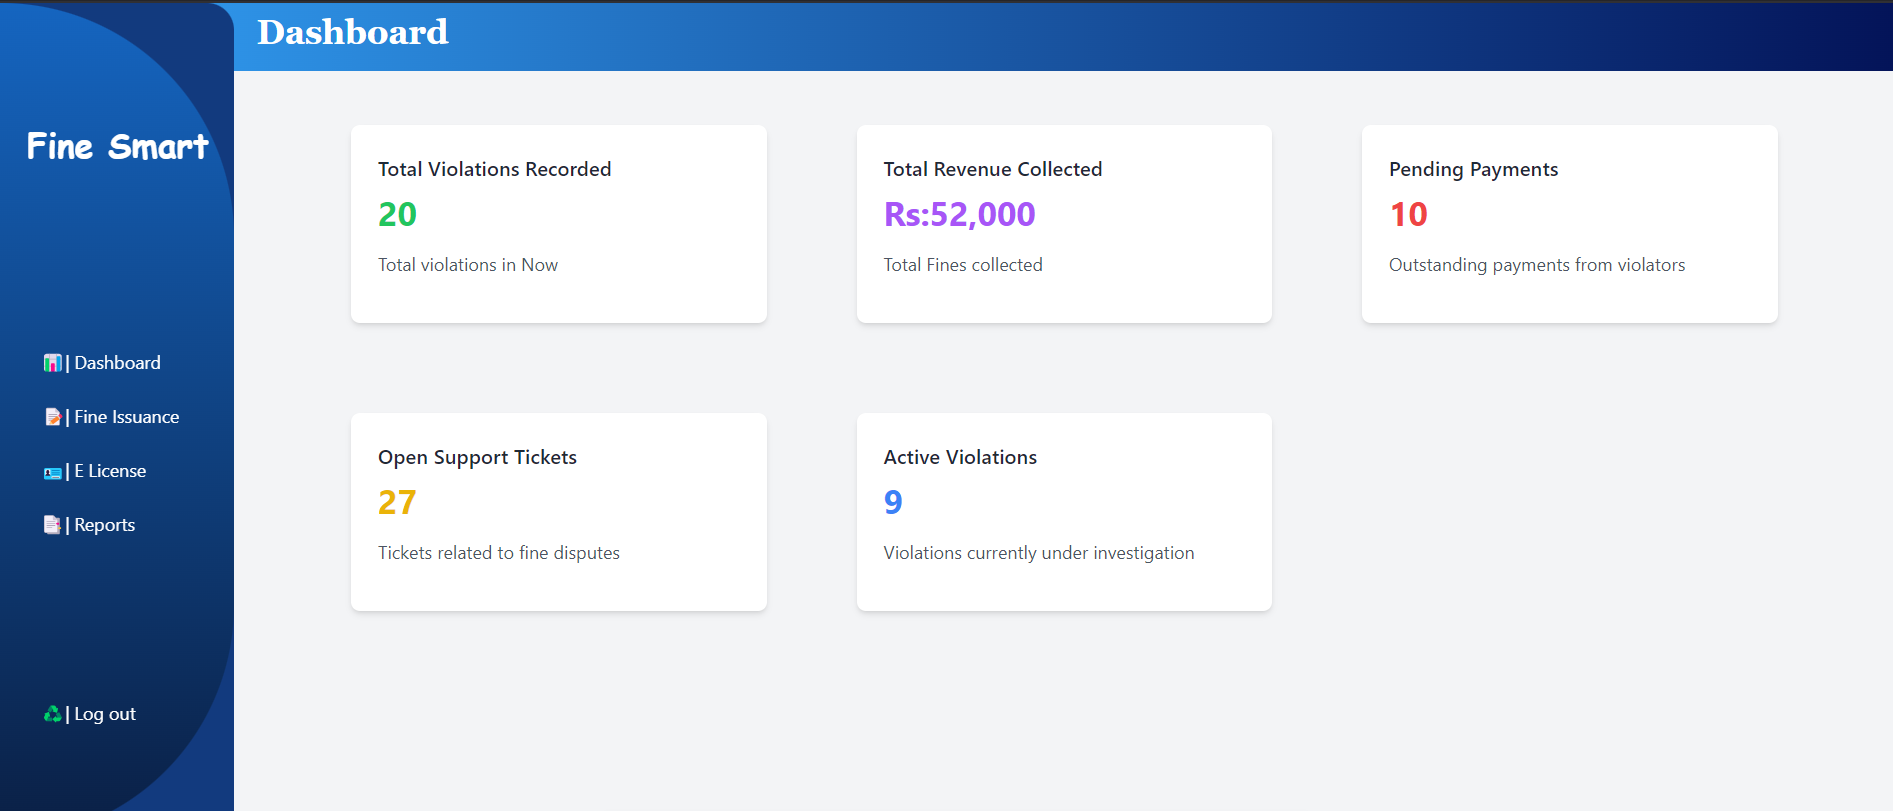 Dashboard
Fine Smart
| Dashboard
| Fine Issuance
| E License
| Reports
| Log out
Total Violations Recorded
20
Total violations in Now
Total Revenue Collected
Rs:52,000
Total Fines collected
Pending Payments
10
Outstanding payments from violators
Open Support Tickets
27
Tickets related to fine disputes
Active Violations
9
Violations currently under investigation